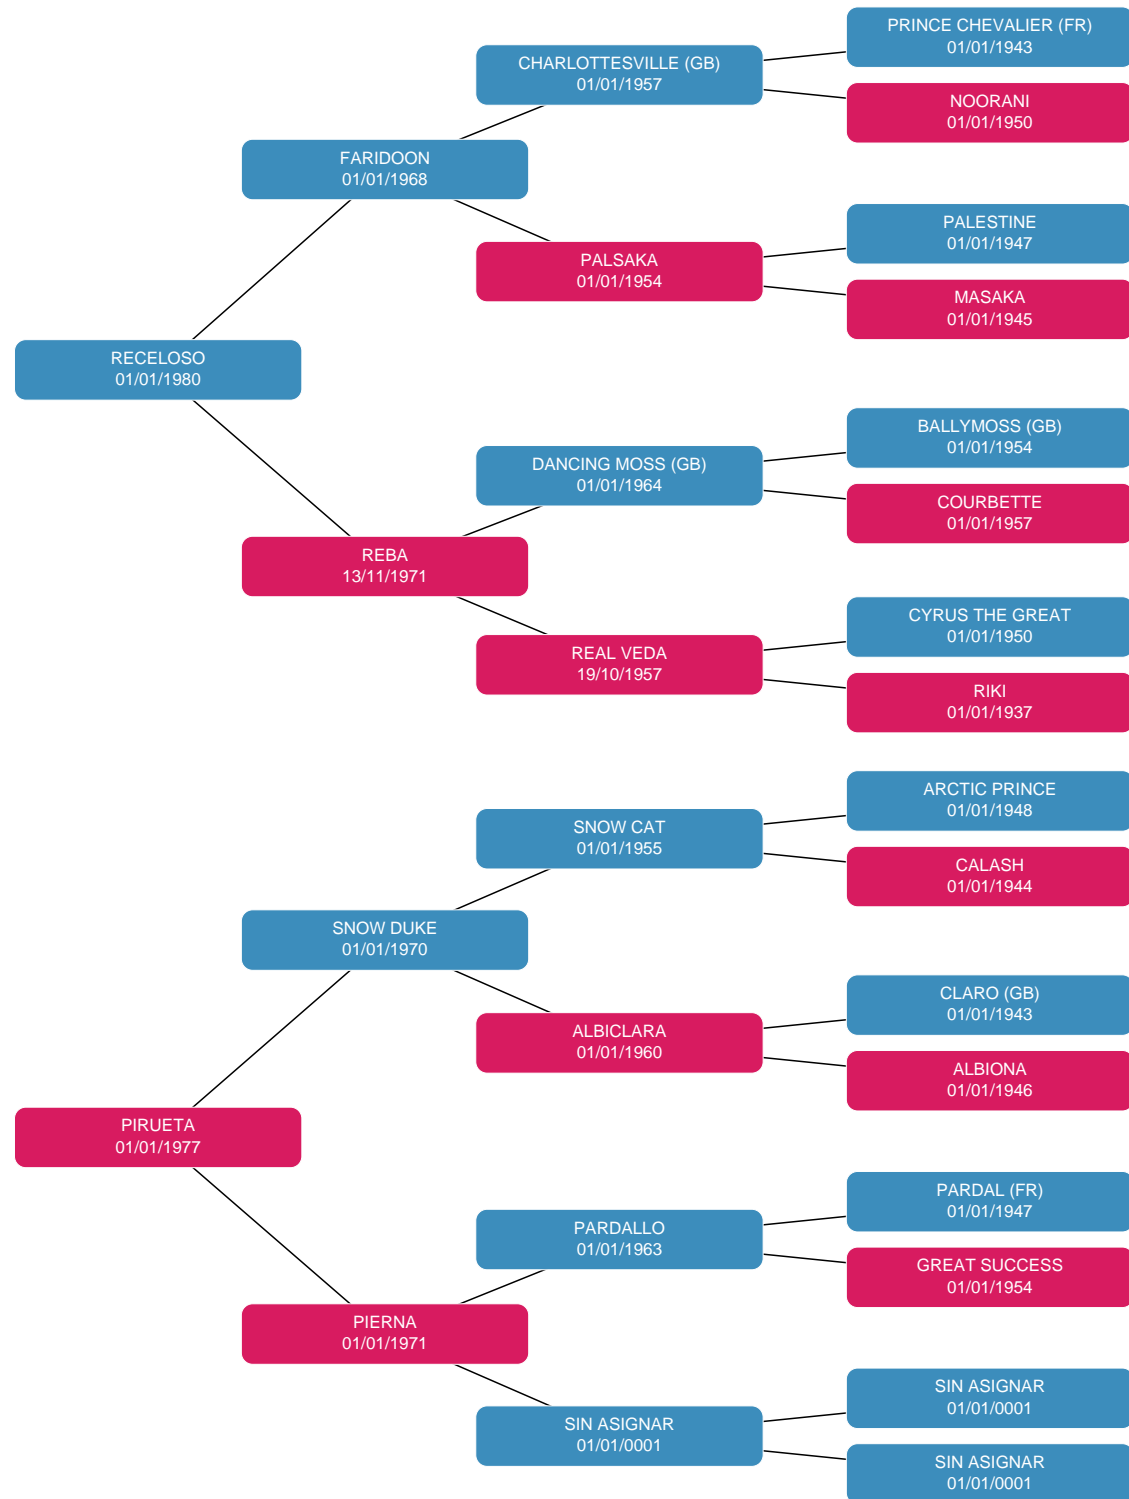 PRINCE CHEVALIER (FR)
01/01/1943
CHARLOTTESVILLE (GB)
01/01/1957
NOORANI
01/01/1950
FARIDOON
01/01/1968
PALESTINE
01/01/1947
PALSAKA
01/01/1954
MASAKA
01/01/1945
RECELOSO
01/01/1980
BALLYMOSS (GB)
01/01/1954
DANCING MOSS (GB)
01/01/1964
COURBETTE
01/01/1957
REBA
13/11/1971
CYRUS THE GREAT
01/01/1950
REAL VEDA
19/10/1957
RIKI
01/01/1937
ARCTIC PRINCE
01/01/1948
SNOW CAT
01/01/1955
CALASH
01/01/1944
SNOW DUKE
01/01/1970
CLARO (GB)
01/01/1943
ALBICLARA
01/01/1960
ALBIONA
01/01/1946
PIRUETA
01/01/1977
PARDAL (FR)
01/01/1947
PARDALLO
01/01/1963
GREAT SUCCESS
01/01/1954
PIERNA
01/01/1971
SIN ASIGNAR
01/01/0001
SIN ASIGNAR
01/01/0001
SIN ASIGNAR
01/01/0001